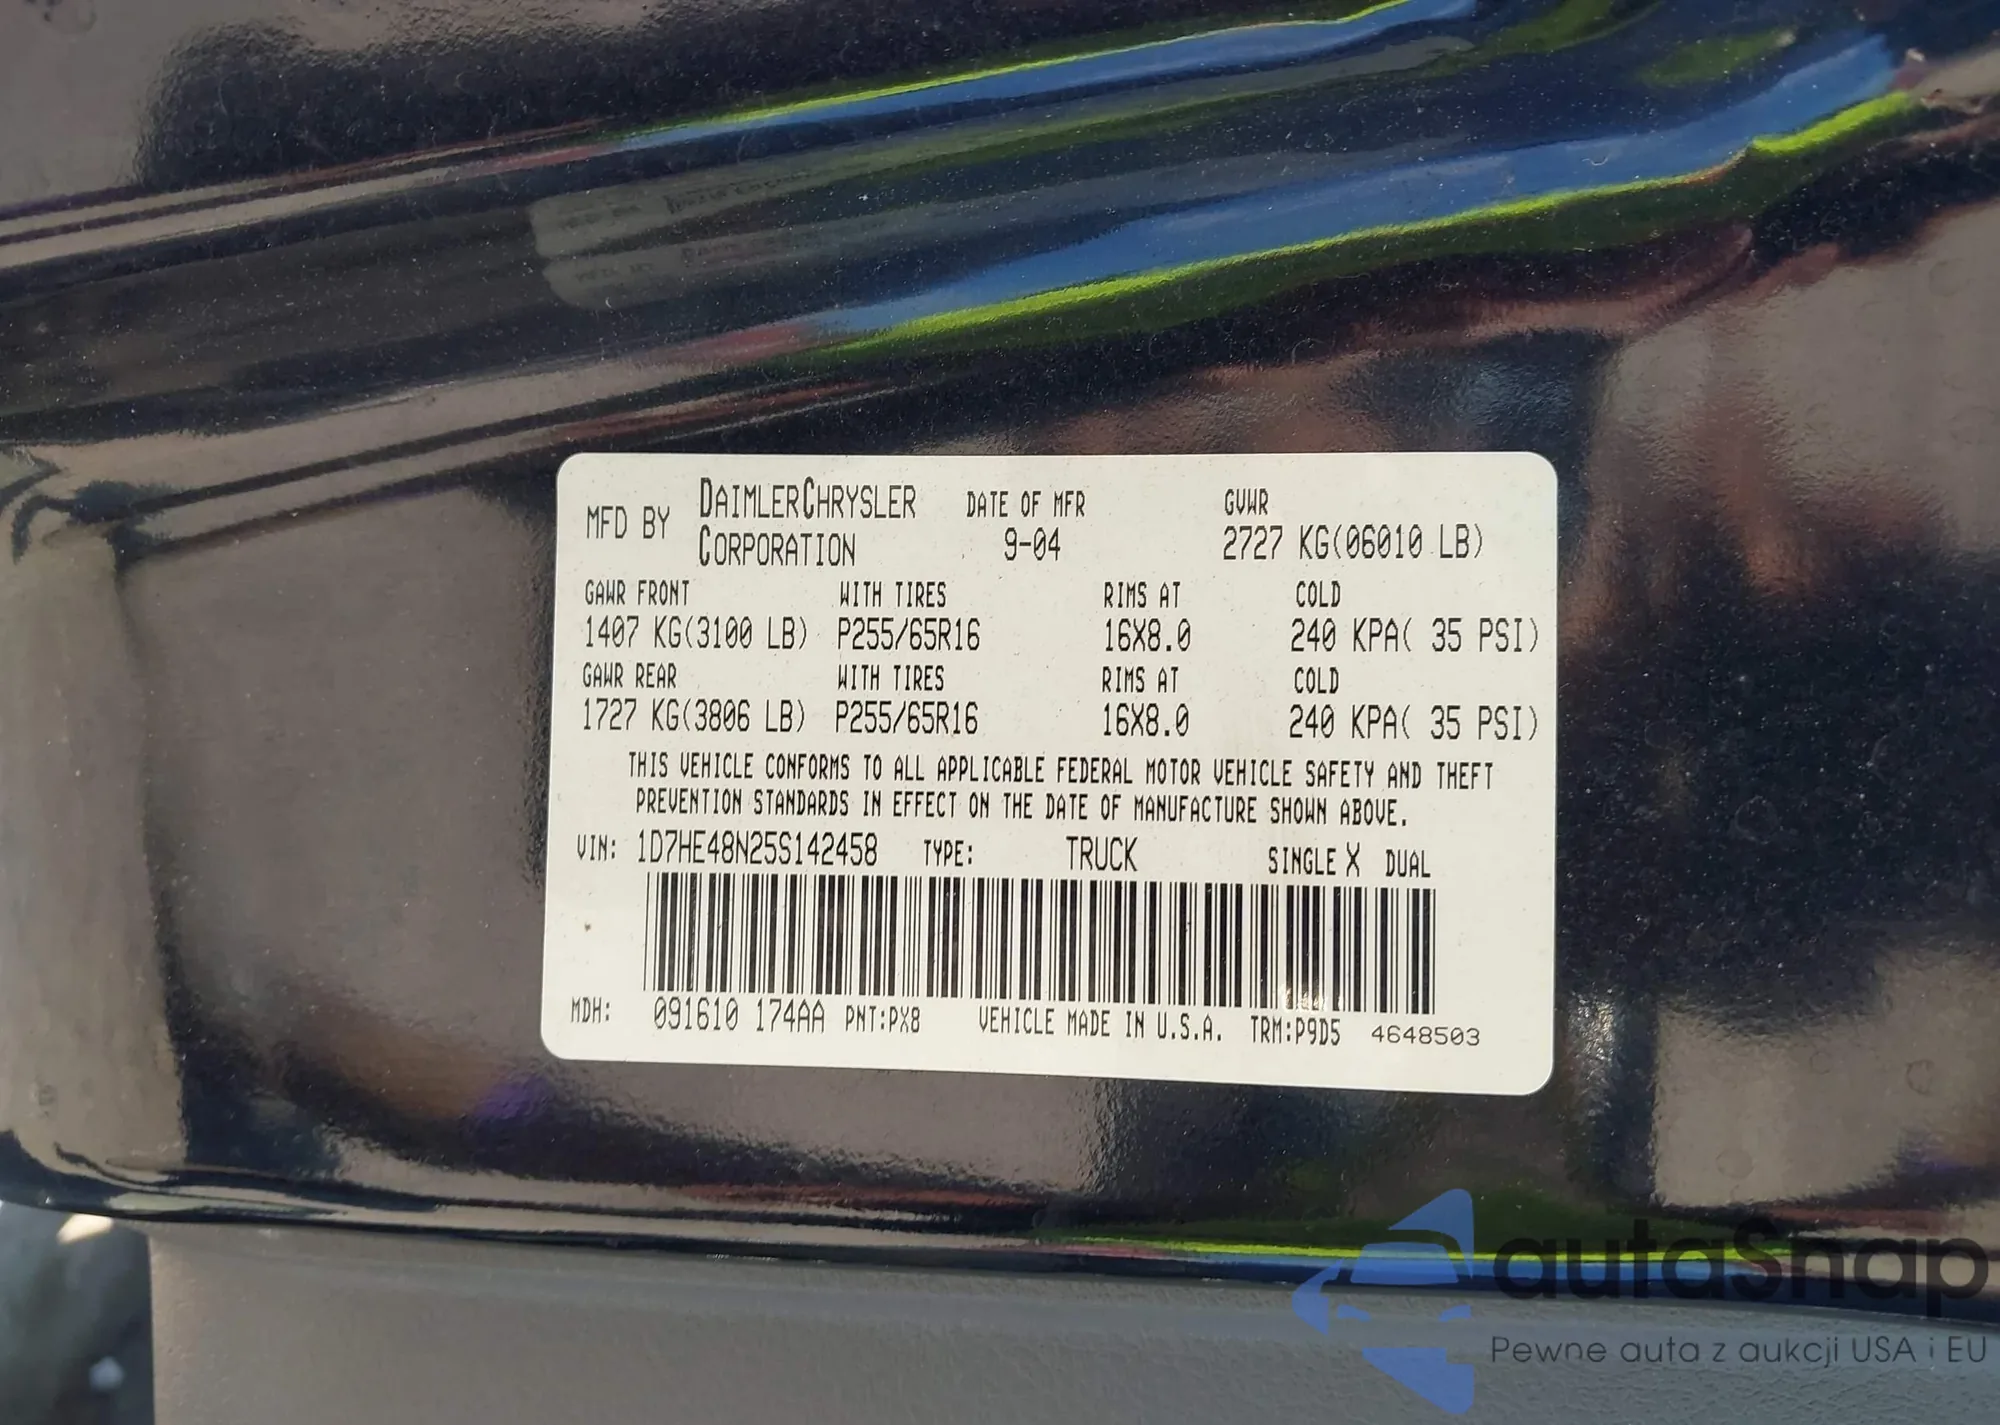 MFD BY DAIMLERCHRYSLER CORPORATION DATE OF MFR 9-04 GVWR 2727 KG(06010 LB)
GAWR FRONT WITH TIRES RIMS AT COLD
1407 KG(3100 LB) P255/65R16 16X8.0 240 KPA( 35 PSI)
GAWR REAR WITH TIRES RIMS AT COLD
1727 KG(3806 LB) P255/65R16 16X8.0 240 KPA( 35 PSI)
THIS VEHICLE CONFORMS TO ALL APPLICABLE FEDERAL MOTOR VEHICLE SAFETY AND THEFT
PREVENTION STANDARDS IN EFFECT ON THE DATE OF MANUFACTURE SHOWN ABOVE.
VIN: 1D7HE48N25S142458 TYPE: TRUCK SINGLE X DUAL
MDH: 091610 174AA PNT:PX8 VEHICLE MADE IN U.S.A. TRM:P9D5 4648503
autoSnap
Pewne auta z aukcji USA i EU